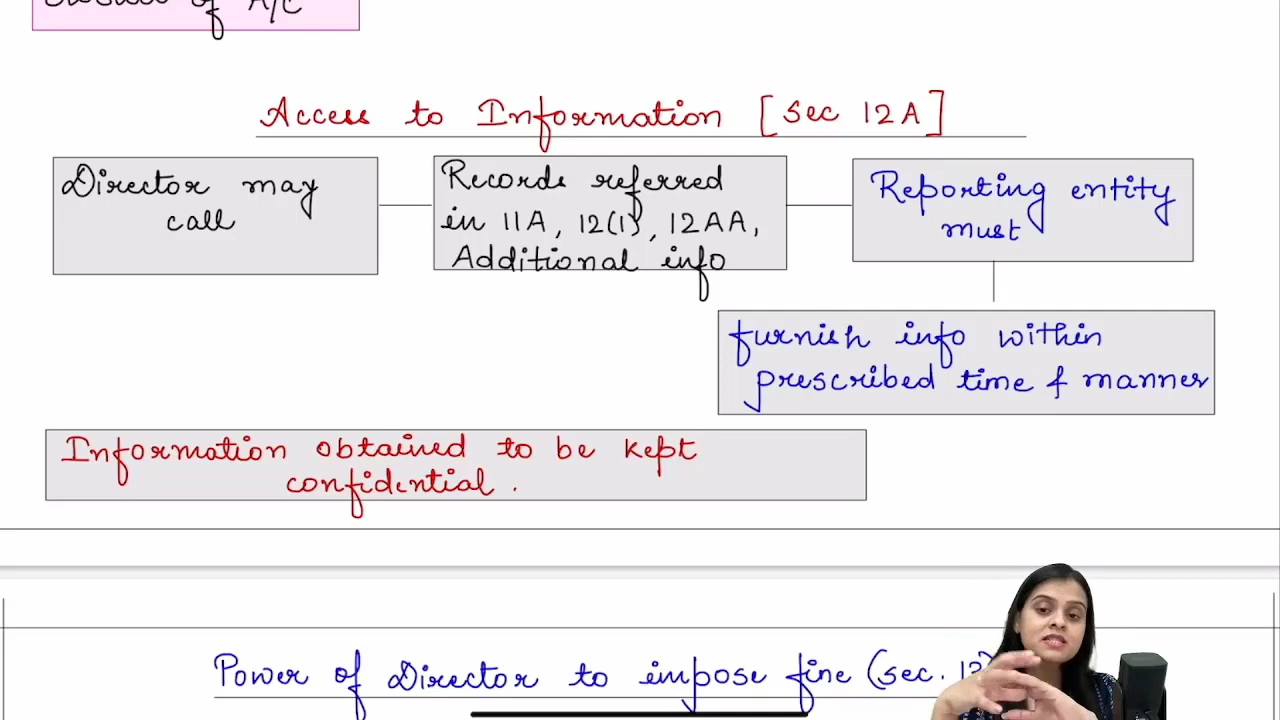 of A/C
Access to Information [Sec 12A]
Director may
call
Records referred
in 11A, 12(1), 12AA,
Additional info
Reporting entity
must
furnish info within
prescribed time & manner
Information obtained to be kept
confidential.
Power of Director to impose fine (sec.